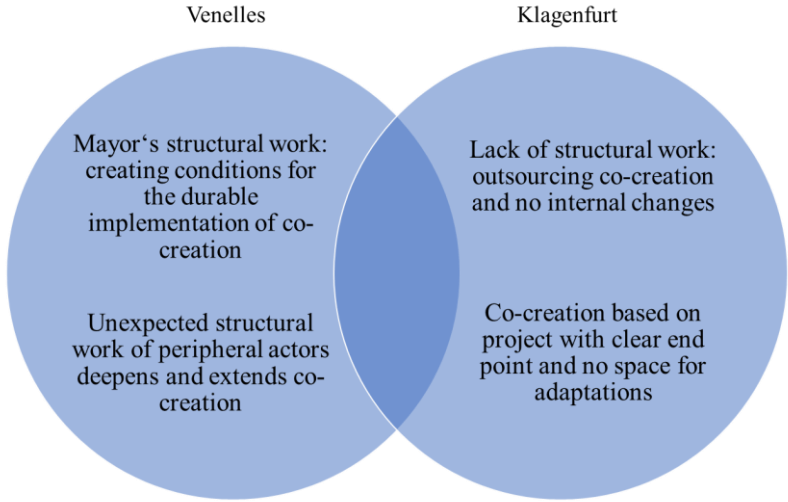 Venelles
Klagenfurt
Mayor‘s structural work:
creating conditions for
the durable
implementation of co-
creation
Unexpected structural
work of peripheral actors
deepens and extends co-
creation
Lack of structural work:
outsourcing co-creation
and no internal changes
Co-creation based on
project with clear end
point and no space for
adaptations